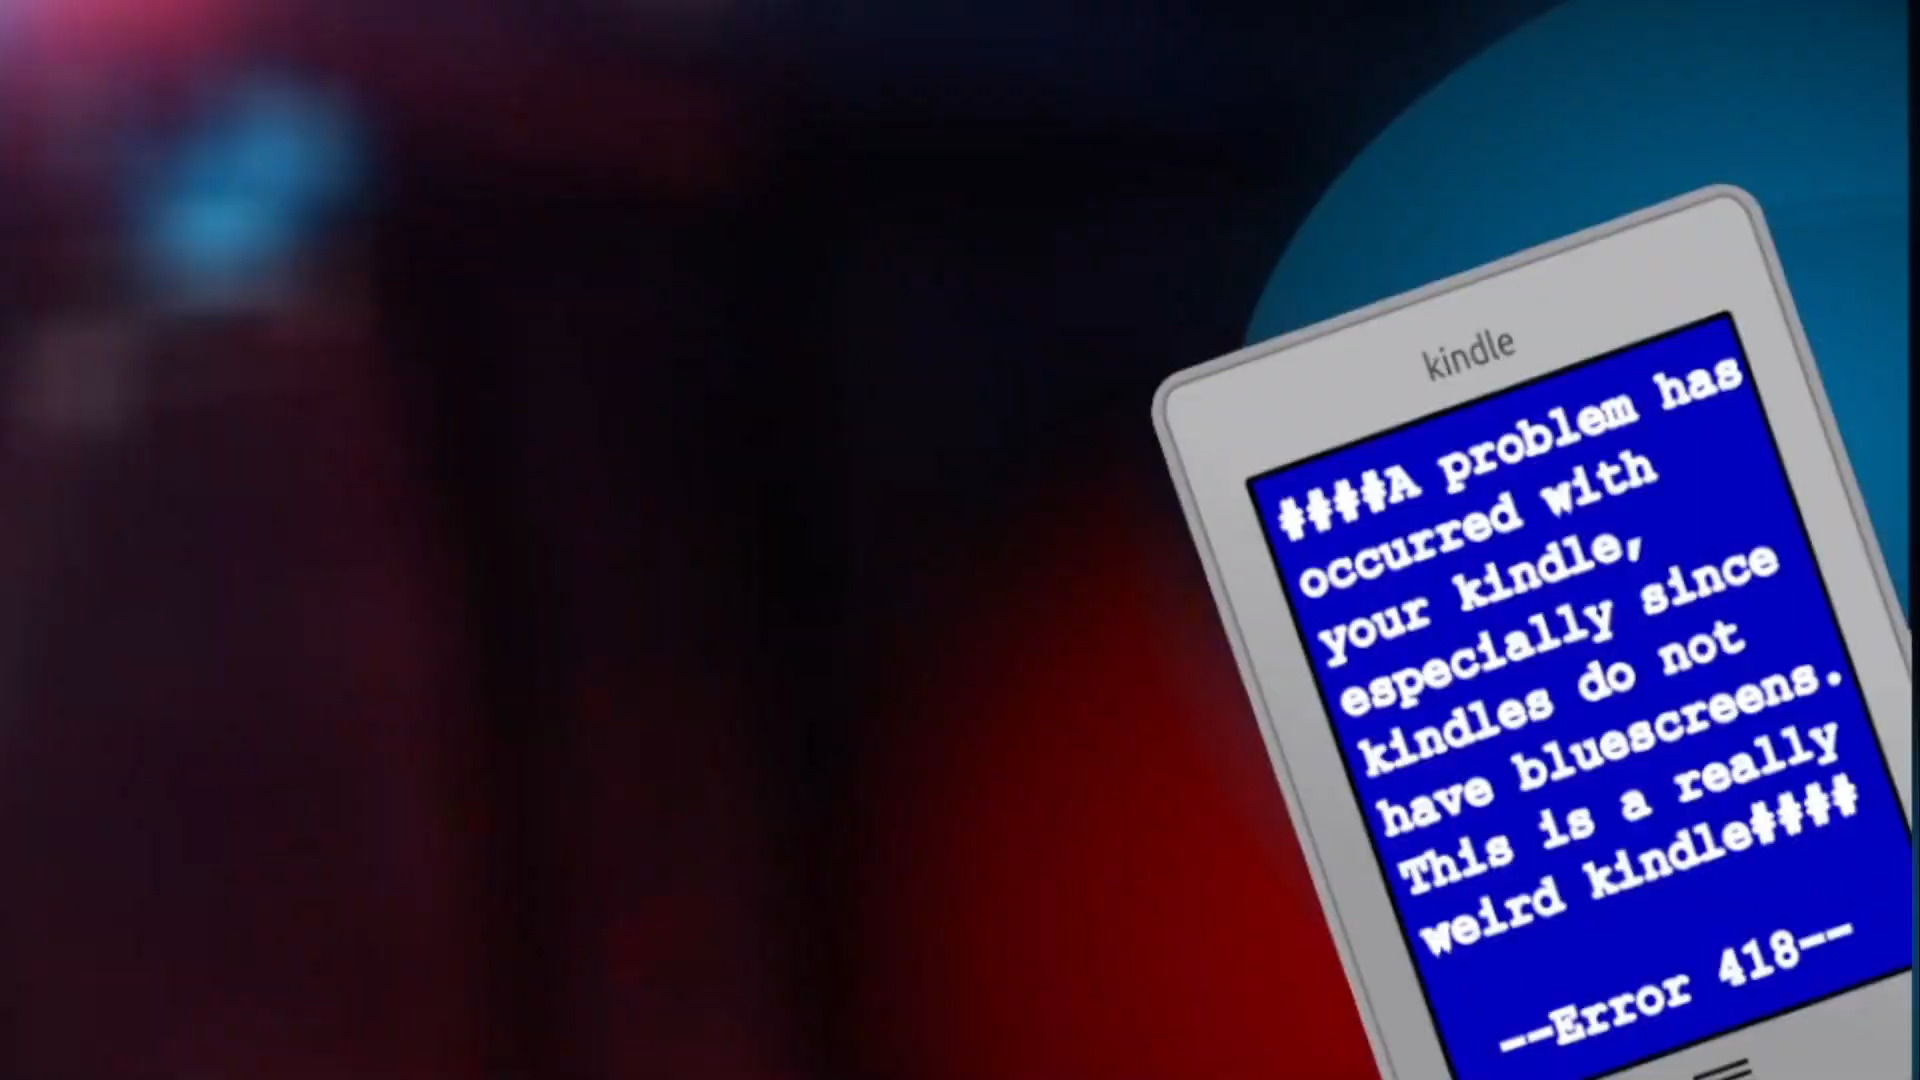 kindle
####A problem has
occurred with
your kindle,
especially since
kindles do not
have bluescreens.
This is a really
weird kindle####
--Error 418--